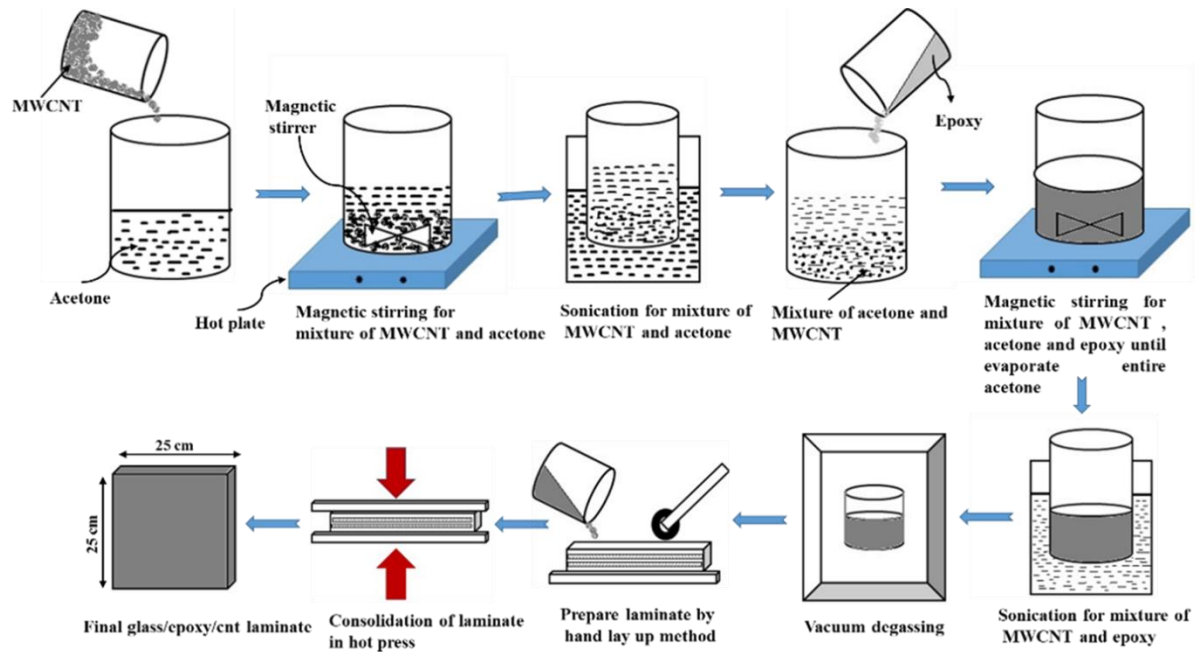 MWCNT
Acetone
Magnetic
stirrer
Hot plate
Magnetic stirring for
mixture of MWCNT and acetone
Sonication for mixture of
MWCNT and acetone
Epoxy
Mixture of acetone and
MWCNT
Magnetic stirring for
mixture of MWCNT ,
acetone and epoxy until
evaporate entire
acetone
Sonication for mixture of
MWCNT and epoxy
Vacuum degassing
Prepare laminate by
hand lay up method
Consolidation of laminate
in hot press
25 cm
25 cm
Final glass/epoxy/cnt laminate